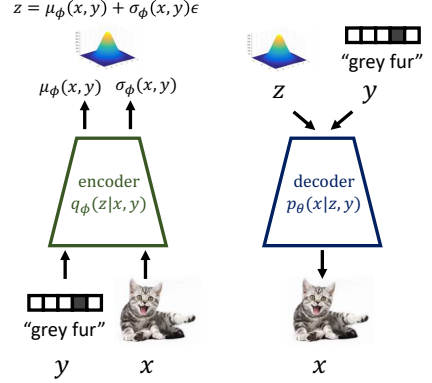 z = μ_ϕ(x, y) + σ_ϕ(x, y)ϵ
μ_ϕ(x, y) σ_ϕ(x, y)
encoder
q_ϕ(z|x, y)
“grey fur”
y x
“grey fur”
z y
decoder
p_θ(x|z, y)
x